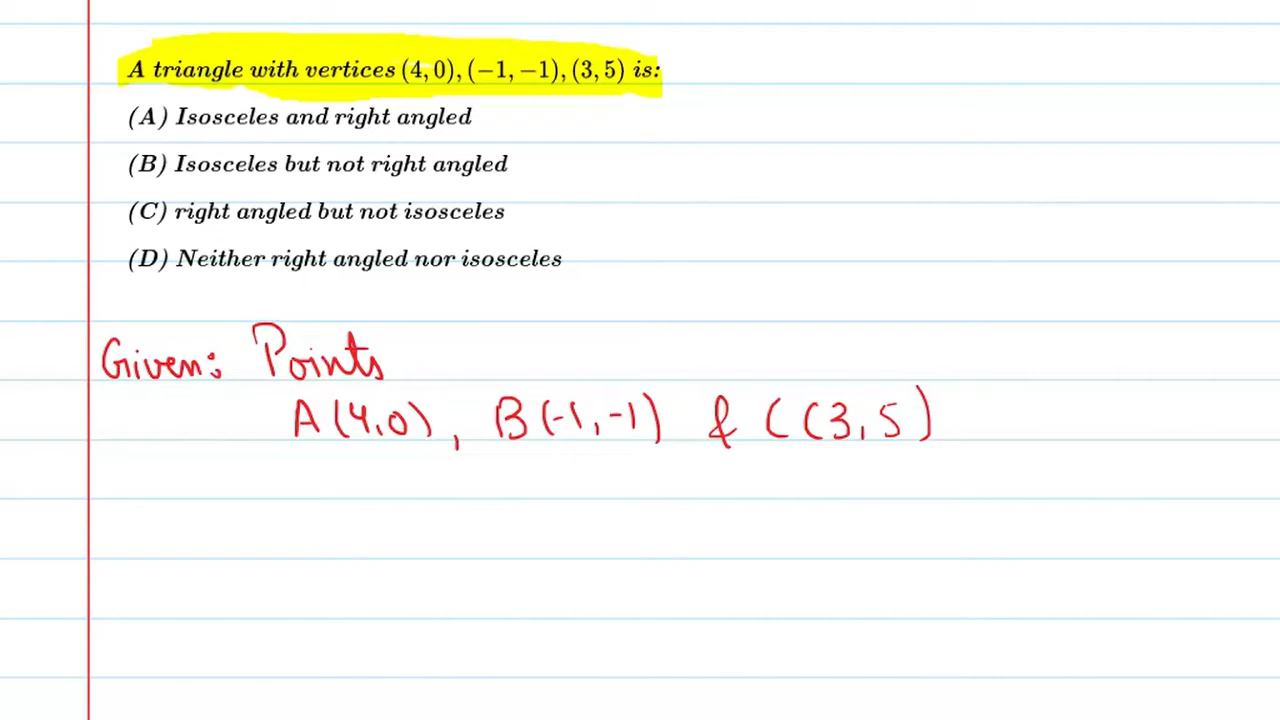 A triangle with vertices (4, 0), (−1, −1), (3, 5) is:
(A) Isosceles and right angled
(B) Isosceles but not right angled
(C) right angled but not isosceles
(D) Neither right angled nor isosceles
Given: Points
A(4,0), B(-1,-1) & C(3,5)